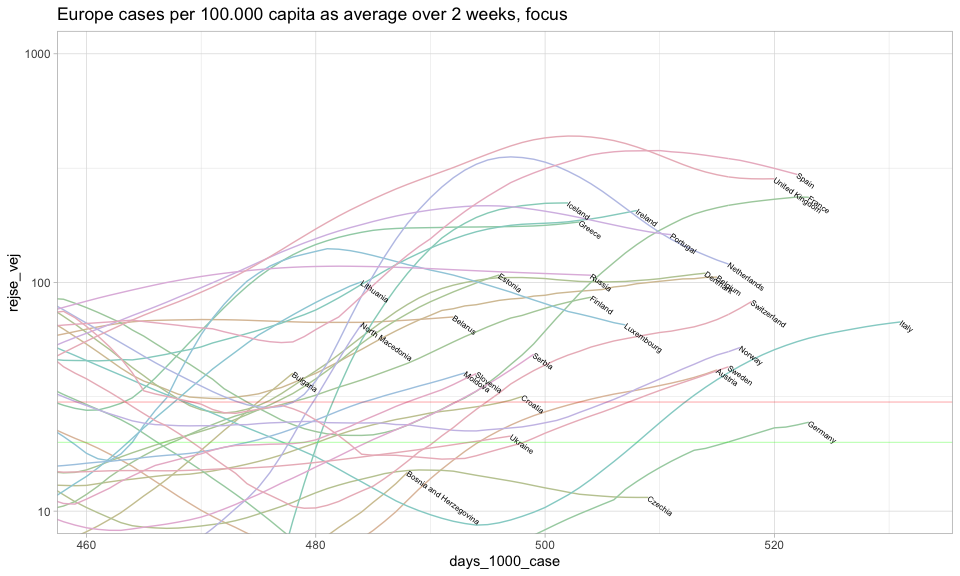 Europe cases per 100.000 capita as average over 2 weeks, focus
rejse_vej
1000
100
10
Spain
United Kingdom
France
Iceland
Ireland
Greece
Portugal
Netherlands
Lithuania
Estonia
Russia
Denmark
Belgium
Finland
Switzerland
North Macedonia
Belarus
Luxembourg
Italy
Bulgaria
Moldova
Slovenia
Serbia
Norway
Austria
Sweden
Croatia
Ukraine
Germany
Bosnia and Herzegovina
Czechia
460
480
500
520
days_1000_case